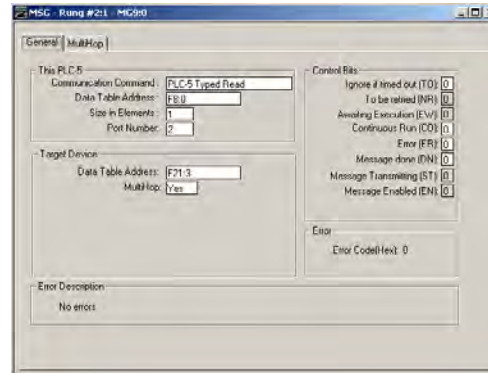 MSG - Rung #2:1 - MG9:0
General MultiHop
This PLC-5
Communication Command : PLC-5 Typed Read
Data Table Address : F8:0
Size in Elements : 1
Port Number: 2
Target Device
Data Table Address: F21:3
MultiHop: Yes
Control Bits
Ignore if timed out (TO): 0
To be retried (NR): 0
Awaiting Execution (EW): 0
Continuous Run (CO): 0
Error (ER): 0
Message done (DN): 0
Message Transmitting (ST): 0
Message Enabled (EN): 0
Error
Error Code(Hex): 0
Error Description
No errors